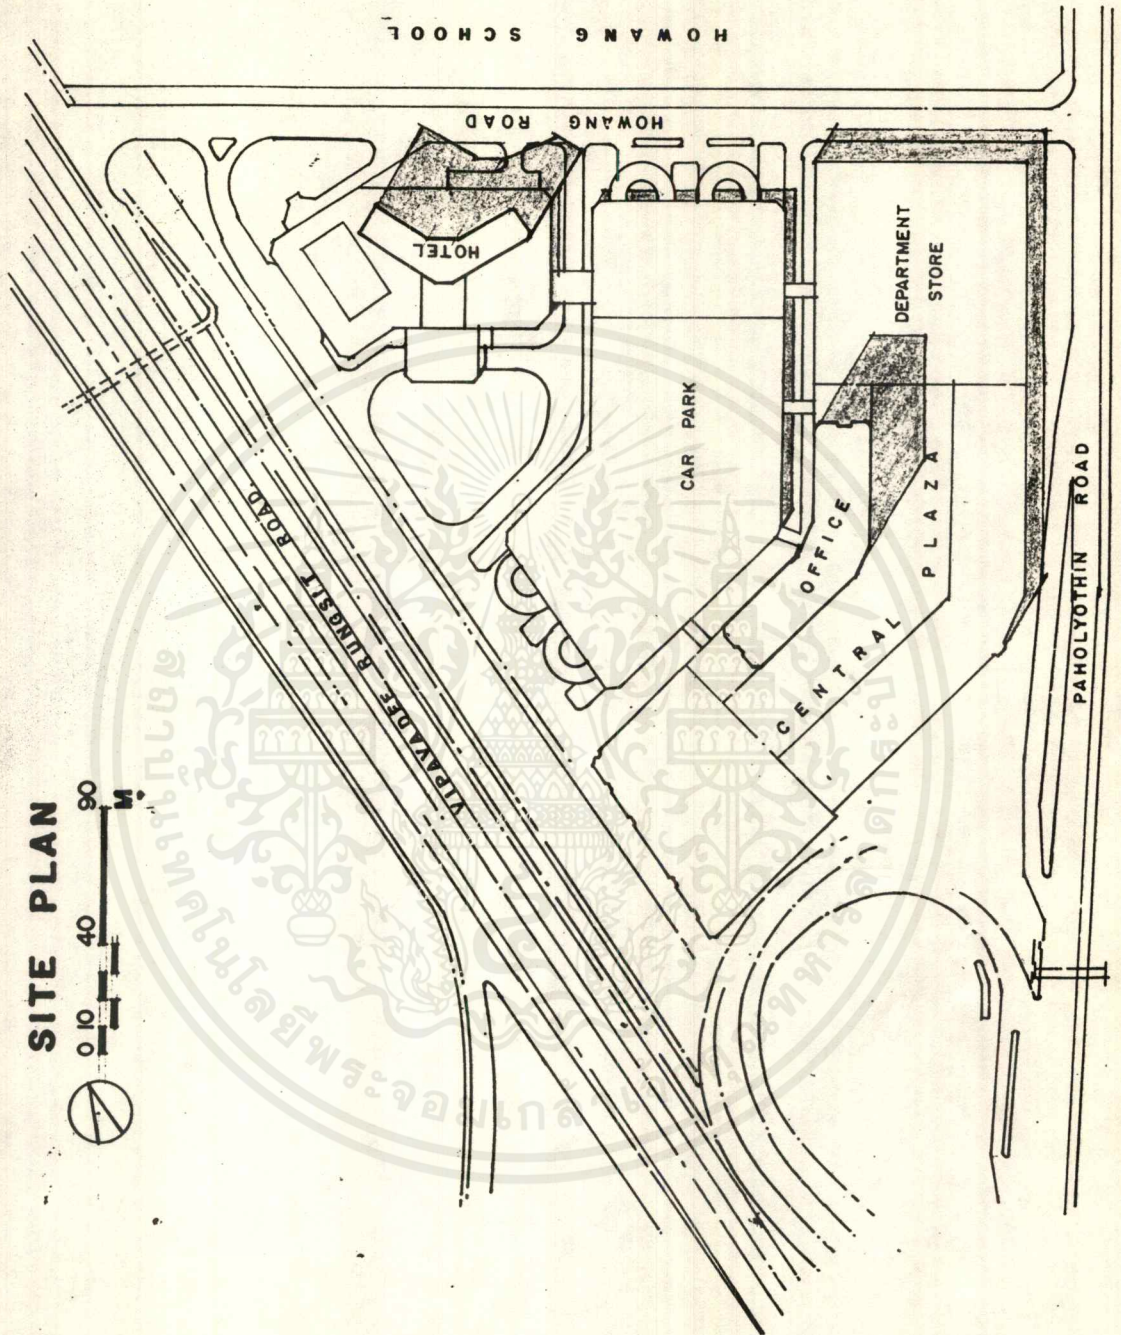 SITE PLAN
0 10 40 90
M.
HOWANG SCHOOL
HOWANG ROAD
VIPAVADEE RUNGSIT ROAD
HOTEL
CAR PARK
DEPARTMENT
STORE
OFFICE
CENTRAL PLAZA
PAHOLYOTHIN ROAD